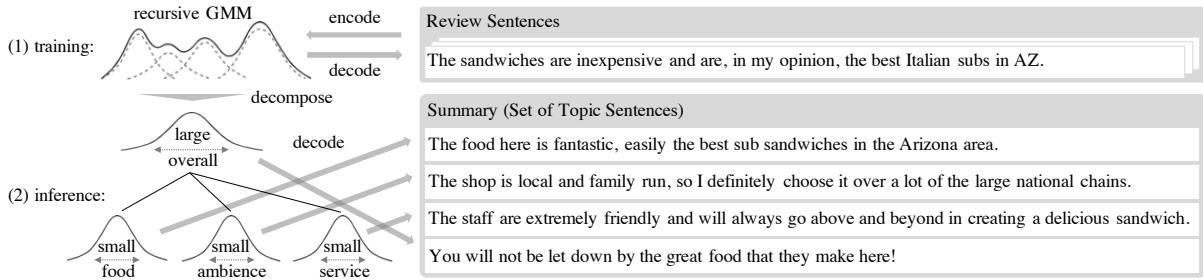 recursive GMM
encode
Review Sentences
(1) training:
decode
The sandwiches are inexpensive and are, in my opinion, the best Italian subs in AZ.
decompose
Summary (Set of Topic Sentences)
large
decode
The food here is fantastic, easily the best sub sandwiches in the Arizona area.
overall
The shop is local and family run, so I definitely choose it over a lot of the large national chains.
(2) inference:
The staff are extremely friendly and will always go above and beyond in creating a delicious sandwich.
small small small
You will not be let down by the great food that they make here!
food ambience service